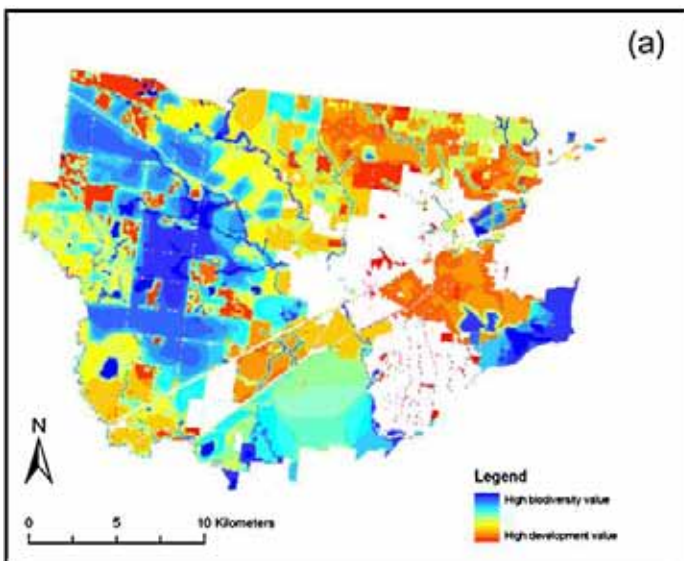 (a)
N
0 5 10 Kilometers
Legend
High biodiversity value
High development value